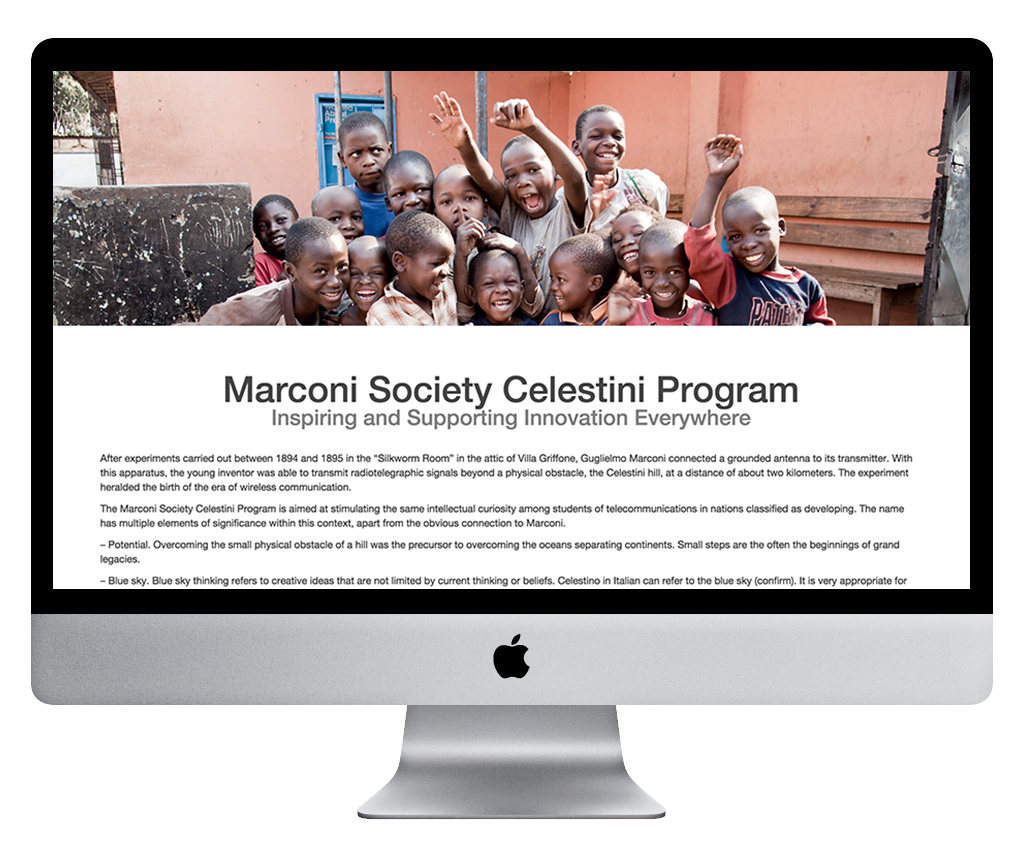 PATRI
Marconi Society Celestini Program
Inspiring and Supporting Innovation Everywhere
After experiments carried out between 1894 and 1895 in the “Silkworm Room” in the attic of Villa Griffone, Guglielmo Marconi connected a grounded antenna to its transmitter. With
this apparatus, the young inventor was able to transmit radiotelegraphic signals beyond a physical obstacle, the Celestini hill, at a distance of about two kilometers. The experiment
heralded the birth of the era of wireless communication.
The Marconi Society Celestini Program is aimed at stimulating the same intellectual curiosity among students of telecommunications in nations classified as developing. The name
has multiple elements of significance within this context, apart from the obvious connection to Marconi.
– Potential. Overcoming the small physical obstacle of a hill was the precursor to overcoming the oceans separating continents. Small steps are the often the beginnings of grand
legacies.
– Blue sky. Blue sky thinking refers to creative ideas that are not limited by current thinking or beliefs. Celestino in Italian can refer to the blue sky (confirm). It is very appropriate for